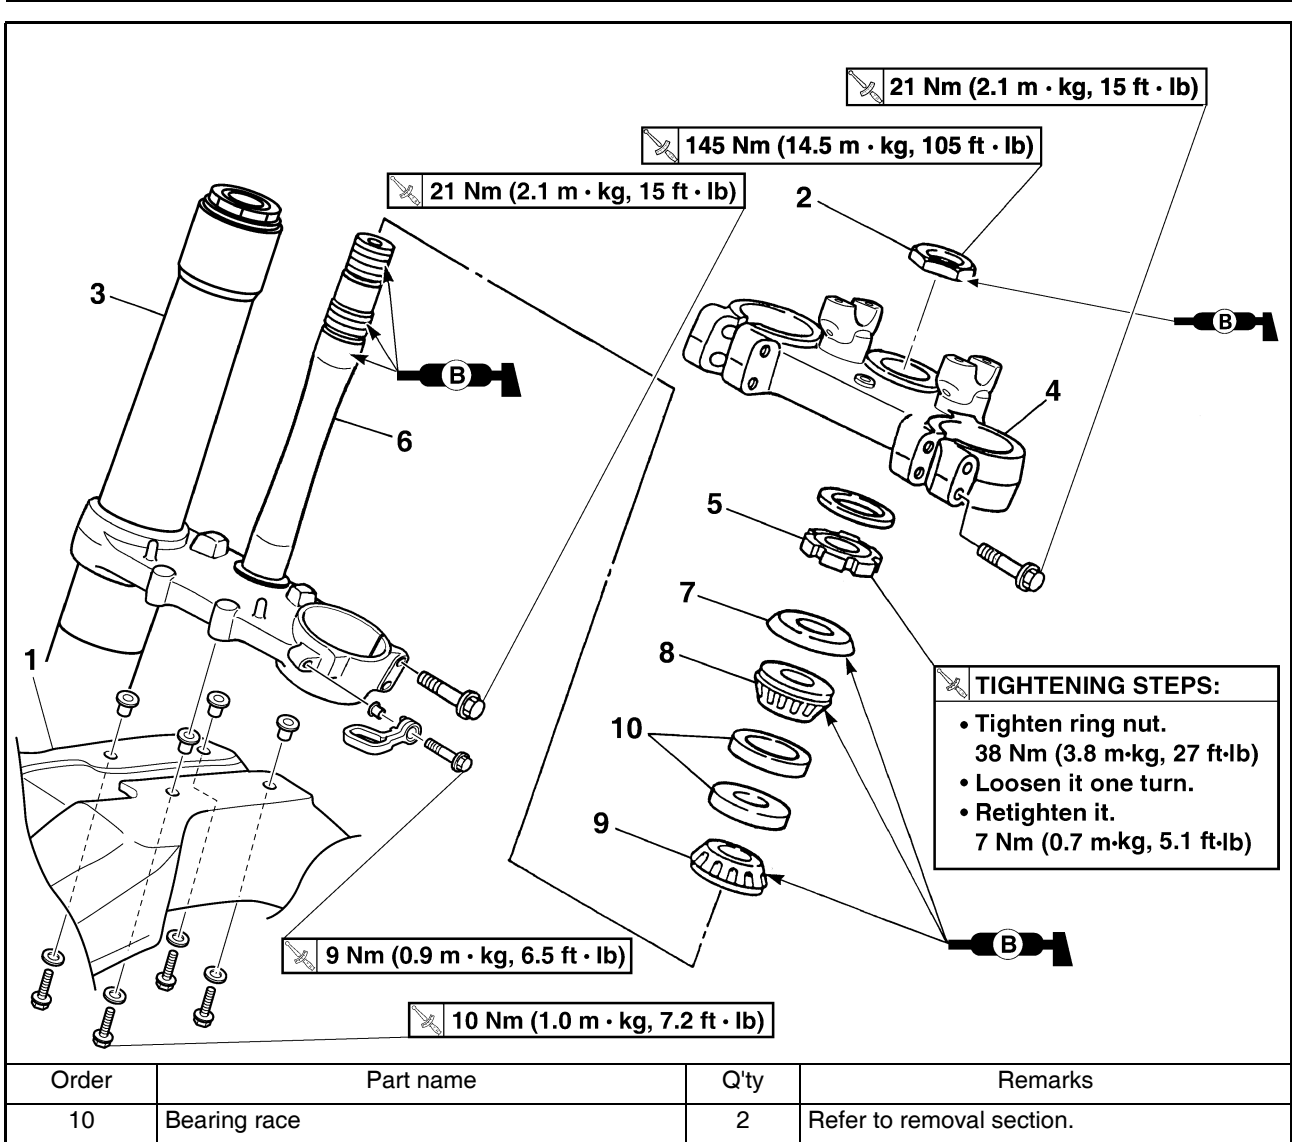 21 Nm (2.1 m · kg, 15 ft · lb)
145 Nm (14.5 m · kg, 105 ft · lb)
21 Nm (2.1 m · kg, 15 ft · lb)
2
3
B
B
4
6
5
7
8
1
TIGHTENING STEPS:
• Tighten ring nut.
38 Nm (3.8 m·kg, 27 ft·lb)
• Loosen it one turn.
• Retighten it.
7 Nm (0.7 m·kg, 5.1 ft·lb)
10
9
B
9 Nm (0.9 m · kg, 6.5 ft · lb)
10 Nm (1.0 m · kg, 7.2 ft · lb)
Order Part name Q'ty Remarks
10 Bearing race 2 Refer to removal section.